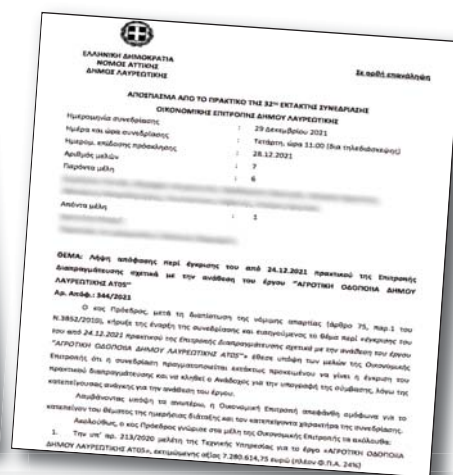 ΕΛΛΗΝΙΚΗ ΔΗΜΟΚΡΑΤΙΑ
ΝΟΜΟΣ ΑΤΤΙΚΗΣ
ΔΗΜΟΣ ΛΑΥΡΕΩΤΙΚΗΣ
Σε ορθή επανάληψη
ΑΠΟΣΠΑΣΜΑ ΑΠΟ ΤΟ ΠΡΑΚΤΙΚΟ ΤΗΣ 32ης ΕΚΤΑΚΤΗΣ ΣΥΝΕΔΡΙΑΣΗΣ
ΟΙΚΟΝΟΜΙΚΗΣ ΕΠΙΤΡΟΠΗΣ ΔΗΜΟΥ ΛΑΥΡΕΩΤΙΚΗΣ
Ημερομηνία συνεδρίασης : 29 Δεκεμβρίου 2021
Ημέρα και ώρα συνεδρίασης : Τετάρτη, ώρα 11.00 (δια τηλεδιασκέψης)
Ημερομ. επίδοσης πρόσκλησης : 28.12.2021
Αριθμός μελών : 7
Παρόντα μέλη : 6
Απόντα μέλη : 1
ΘΕΜΑ: Λήψη απόφασης περί έγκρισης του από 24.12.2021 πρακτικού της Επιτροπής
Διαπραγμάτευσης σχετικά με την ανάθεση του έργου "ΑΓΡΟΤΙΚΗ ΟΔΟΠΟΙΙΑ ΔΗΜΟΥ
ΛΑΥΡΕΩΤΙΚΗΣ ΑΤ05"
Αρ. Απόφ.: 344/2021
Ο κος Πρόεδρος, μετά τη διαπίστωση της νόμιμης απαρτίας (άρθρο 75, παρ.1 του
Ν.3852/2010), κήρυξε την έναρξη της συνεδρίασης και εισηγούμενος το θέμα περί «έγκρισης του
του από 24.12.2021 πρακτικού της Επιτροπής Διαπραγμάτευσης σχετικά με την ανάθεση του έργου
"ΑΓΡΟΤΙΚΗ ΟΔΟΠΟΙΙΑ ΔΗΜΟΥ ΛΑΥΡΕΩΤΙΚΗΣ ΑΤ05"» έθεσε υπόψη των μελών της Οικονομικής
Επιτροπής ότι η συνεδρίαση πραγματοποιείται εκτάκτως προκειμένου να γίνει η έγκριση του
πρακτικού διαπραγμάτευσης και να κληθεί ο Ανάδοχος για την υπογραφή της σύμβασης, λόγω της
κατεπείγουσας ανάγκης για την ανάθεση του έργου.
Λαμβάνοντας υπόψη τα ανωτέρω, η Οικονομική Επιτροπή αποφάνθη ομόφωνα για το
κατεπείγον του θέματος της ημερήσιας διάταξης και τον κατεπείγοντα χαρακτήρα της συνεδρίασης.
Ακολούθως, ο κος Πρόεδρος γνώρισε στα μέλη της Οικονομικής Επιτροπής τα ακόλουθα:
1. Την υπ' αρ. 213/2020 μελέτη της Τεχνικής Υπηρεσίας για το έργο «ΑΓΡΟΤΙΚΗ ΟΔΟΠΟΙΙΑ
ΔΗΜΟΥ ΛΑΥΡΕΩΤΙΚΗΣ ΑΤ05», εκτιμώμενης αξίας 7.280.614,75 ευρώ (πλέον Φ.Π.Α. 24%)